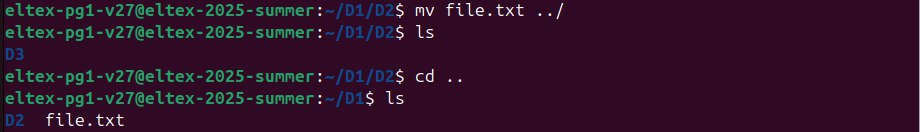 eltex-pg1-v27@eltex-2025-summer:~/D1/D2$ mv file.txt ../
eltex-pg1-v27@eltex-2025-summer:~/D1/D2$ ls
D3
eltex-pg1-v27@eltex-2025-summer:~/D1/D2$ cd ..
eltex-pg1-v27@eltex-2025-summer:~/D1$ ls
D2  file.txt